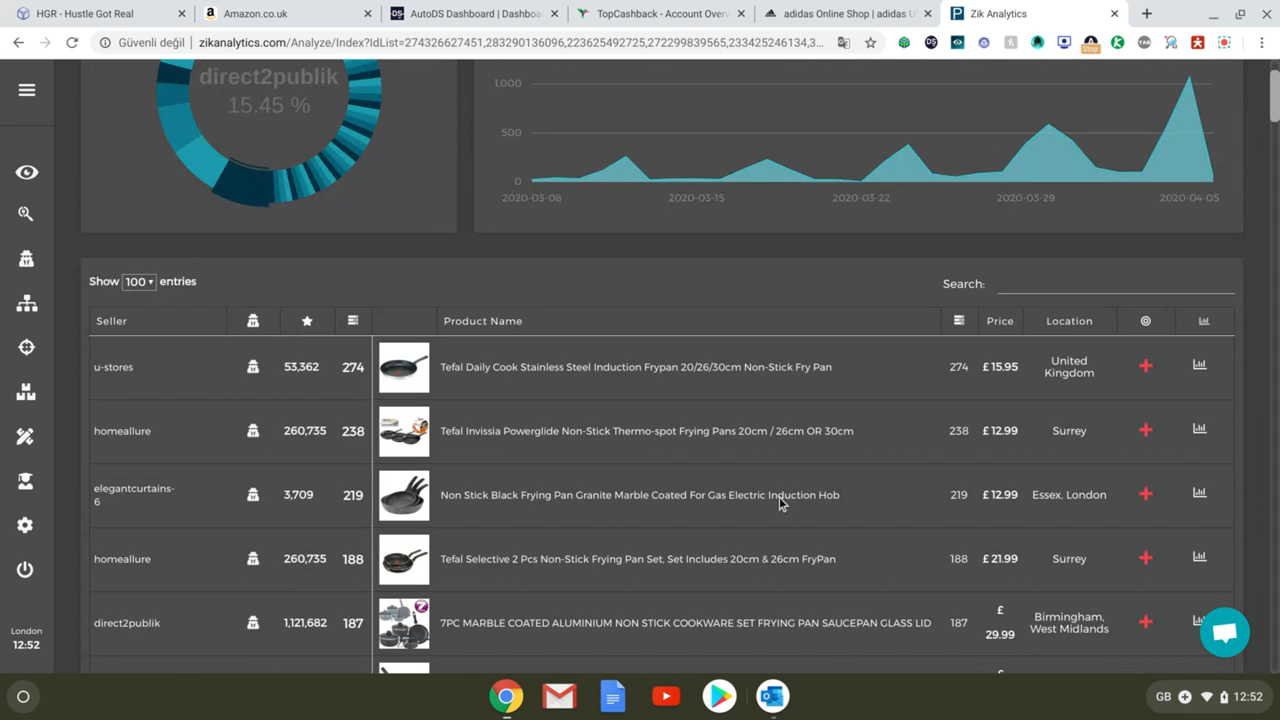 HGR - Hustle Got Real
Amazon.co.uk
AutoDS Dashboard | Dashboa
TopCashback - Account Over
adidas Online Shop | adidas U
Zik Analytics
Güvenli değil | zikanalytics.com/Analyze/Index?IdList=274326627451,283290136096,223625492725,272299839565,233425246134,3...
Stop
YAR
direct2publik
15.45 %
1,000
500
0
2020-03-08
2020-03-15
2020-03-22
2020-03-29
2020-04-05
Show 100 entries
Search:
Seller Product Name Price Location
u-stores 53,362 274 Tefal Daily Cook Stainless Steel Induction Frypan 20/26/30cm Non-Stick Fry Pan 274 £ 15.95 United Kingdom
homeallure 260,735 238 Tefal Invissia Powerglide Non-Stick Thermo-spot Frying Pans 20cm / 26cm OR 30cm 238 £ 12.99 Surrey
elegantcurtains-6 3,709 219 Non Stick Black Frying Pan Granite Marble Coated For Gas Electric Induction Hob 219 £ 12.99 Essex, London
homeallure 260,735 188 Tefal Selective 2 Pcs Non-Stick Frying Pan Set, Set Includes 20cm & 26cm FryPan 188 £ 21.99 Surrey
direct2publik 1,121,682 187 7PC MARBLE COATED ALUMINIUM NON STICK COOKWARE SET FRYING PAN SAUCEPAN GLASS LID 187 £ 29.99 Birmingham, West Midlands
£
London
12:52
GB 12:52